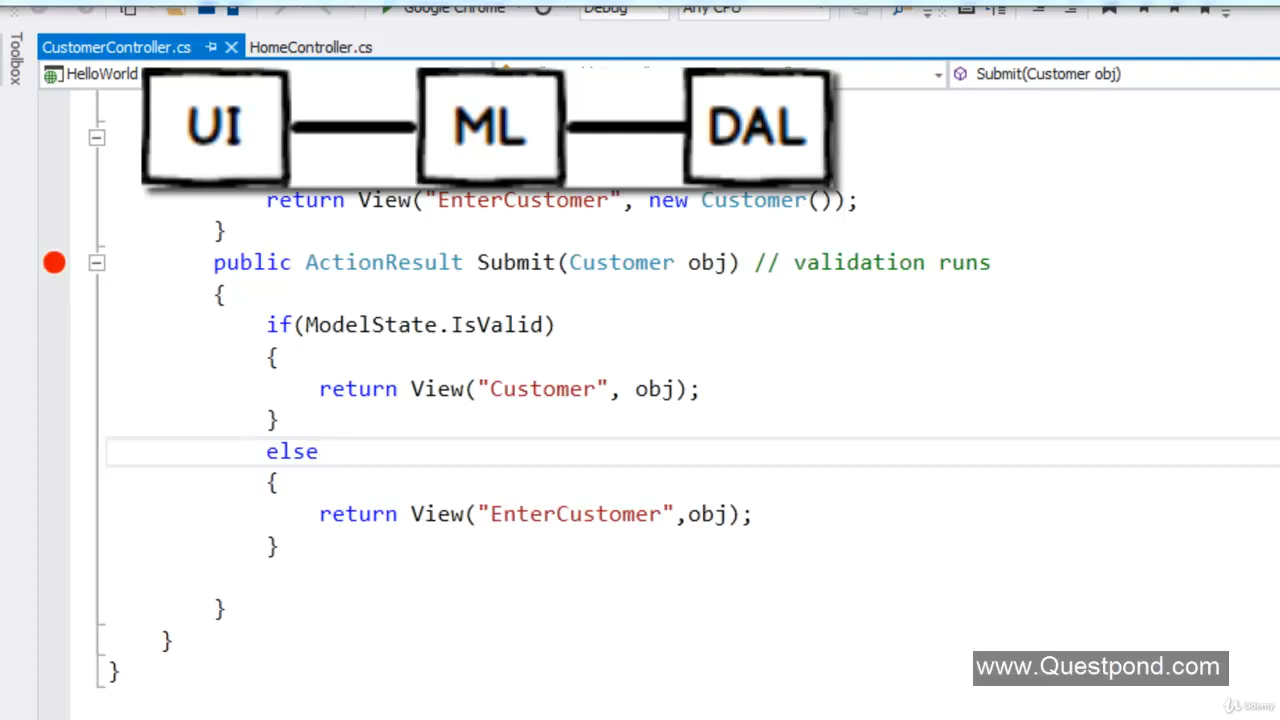 Google Chrome Debug Any CPU
Toolbox
CustomerController.cs HomeController.cs
HelloWorld Submit(Customer obj)
UI ML DAL
return View("EnterCustomer", new Customer());
}
public ActionResult Submit(Customer obj) // validation runs
{
if(ModelState.IsValid)
{
return View("Customer", obj);
}
else
{
return View("EnterCustomer",obj);
}
}
}
}
www.Questpond.com
Udemy